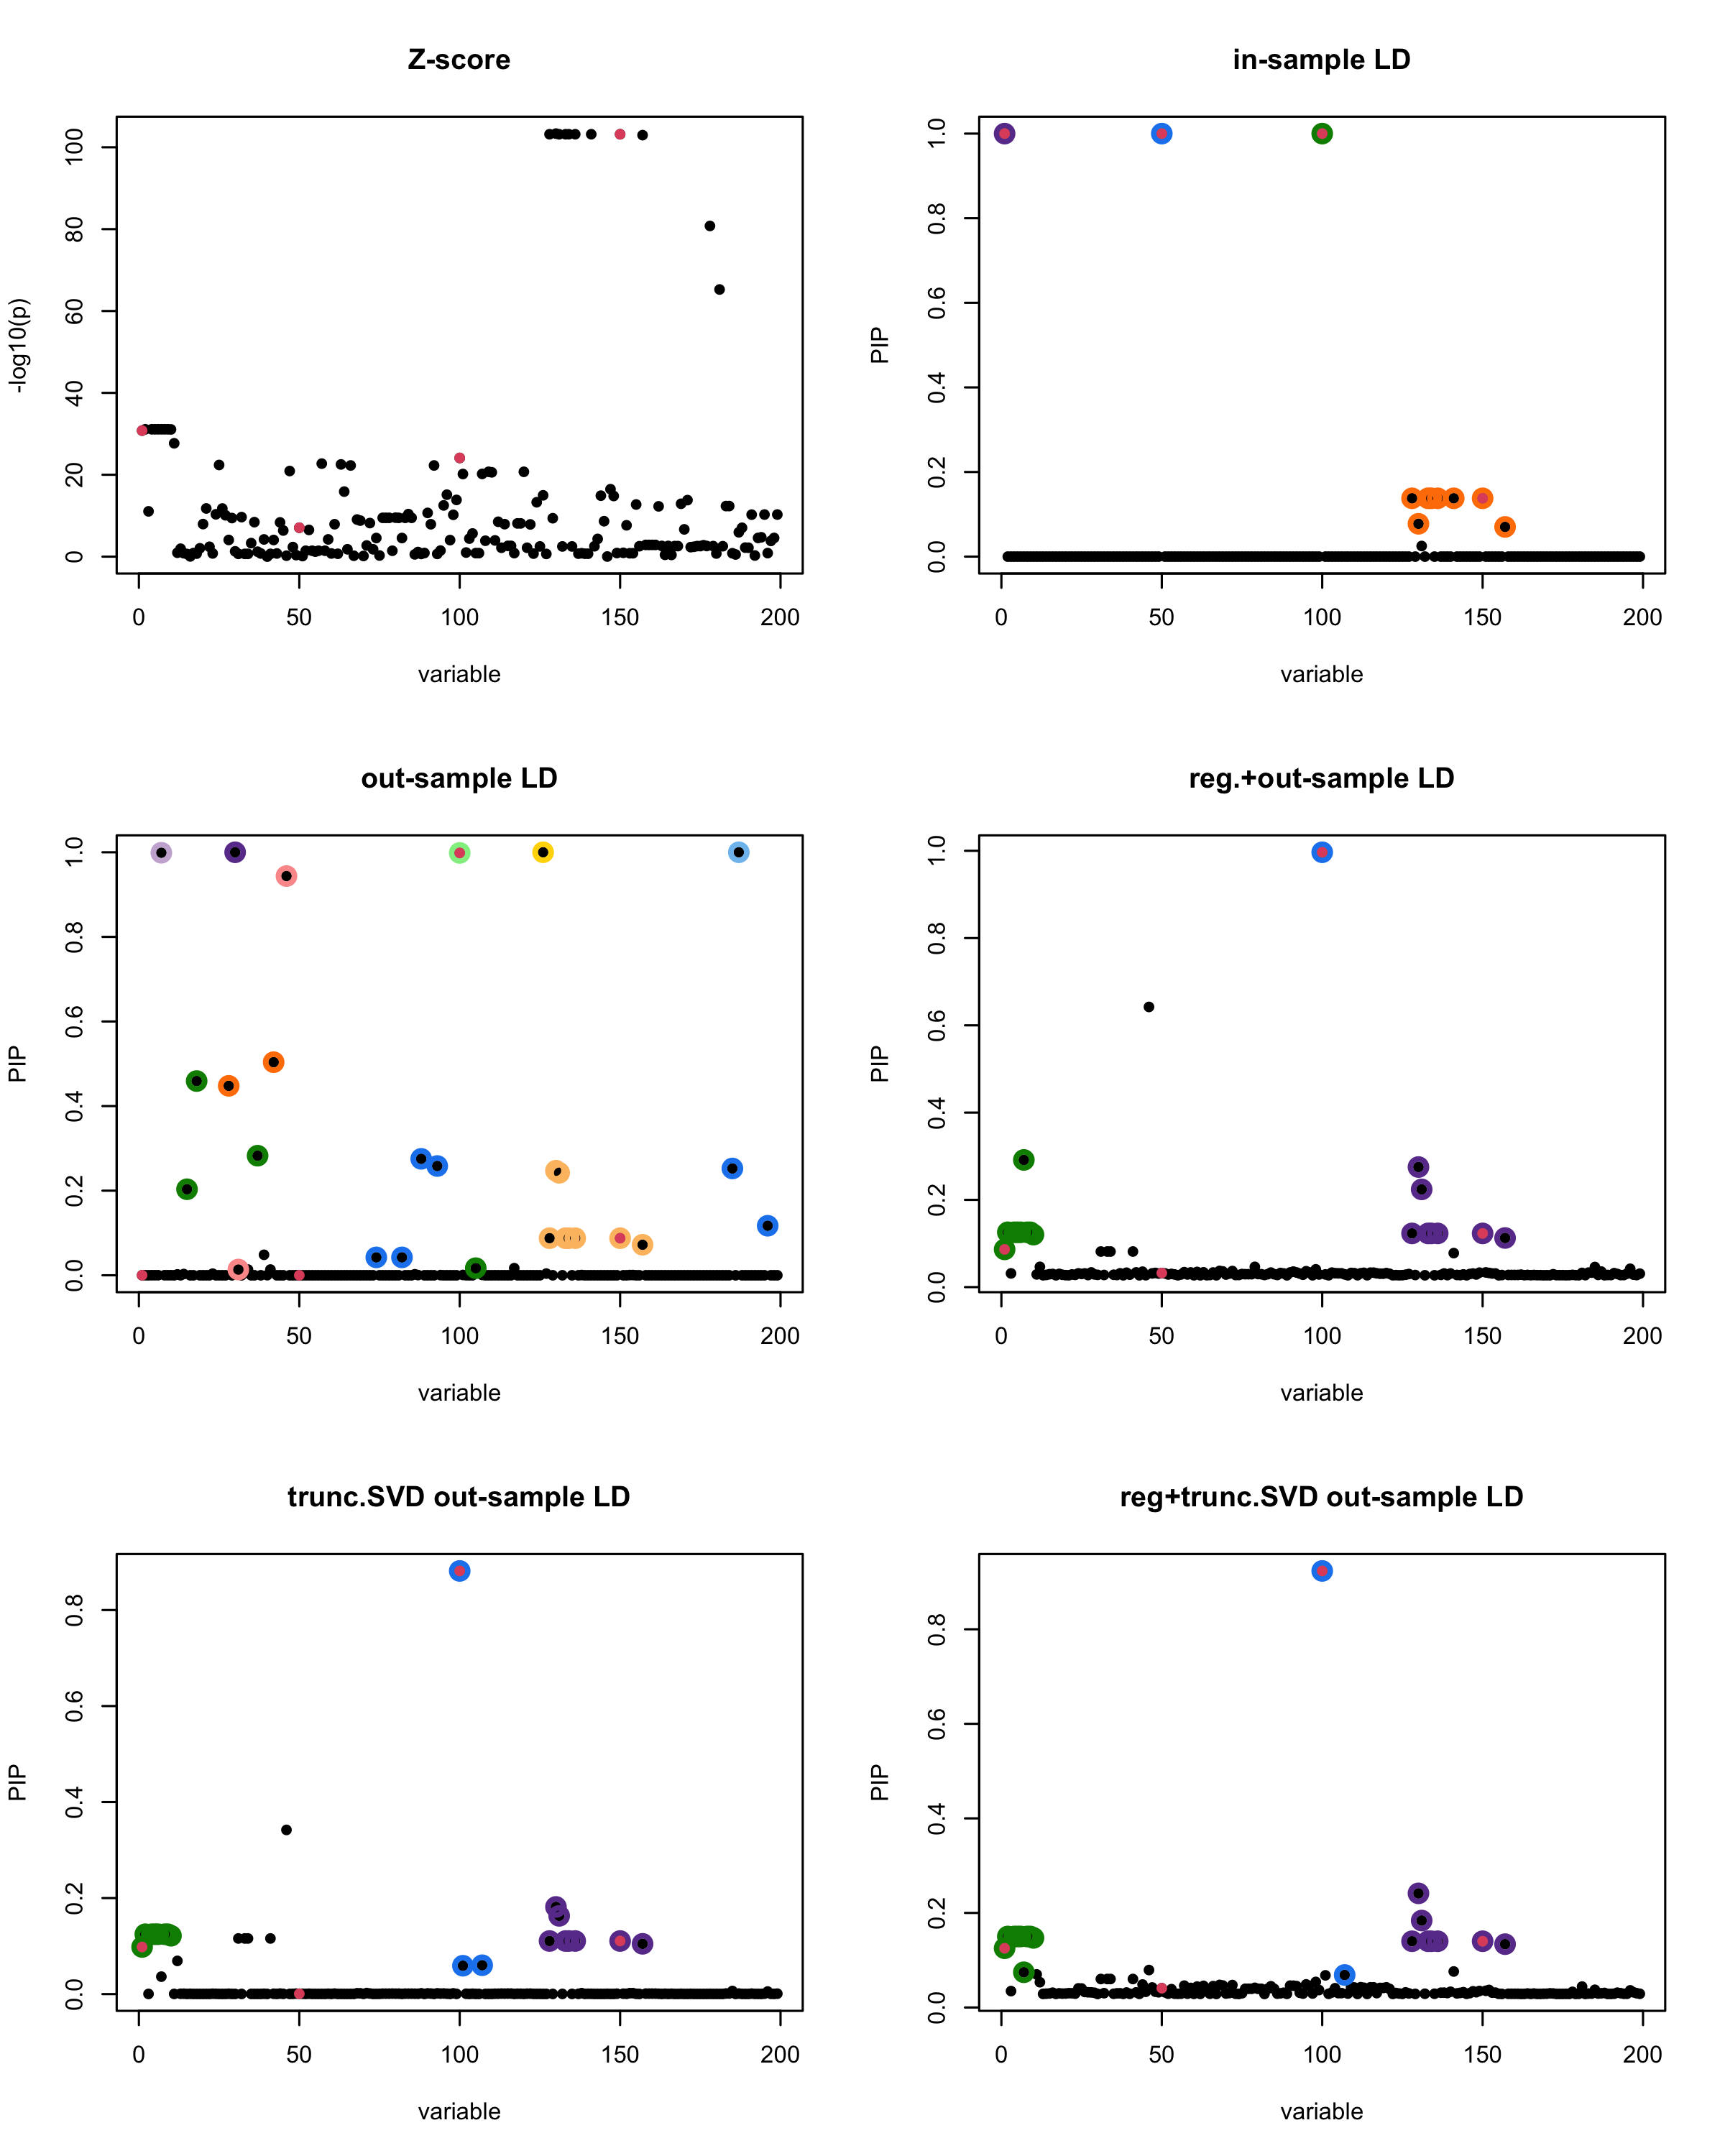 Z-score
-log10(p)
0 20 40 60 80 100
0 50 100 150 200
variable
in-sample LD
PIP
0.0 0.2 0.4 0.6 0.8 1.0
0 50 100 150 200
variable
out-sample LD
PIP
0.0 0.2 0.4 0.6 0.8 1.0
0 50 100 150 200
variable
reg.+out-sample LD
PIP
0.0 0.2 0.4 0.6 0.8 1.0
0 50 100 150 200
variable
trunc.SVD out-sample LD
PIP
0.0 0.2 0.4 0.6 0.8
0 50 100 150 200
variable
reg+trunc.SVD out-sample LD
PIP
0.0 0.2 0.4 0.6 0.8
0 50 100 150 200
variable